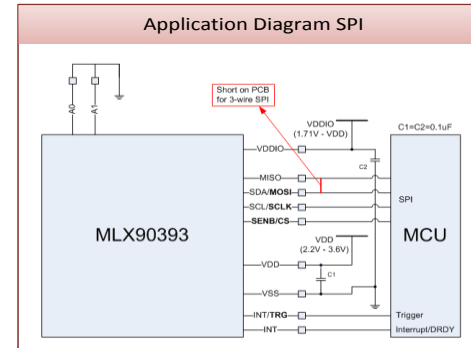 Application Diagram SPI
A0
A1
Short on PCB
for 3-wire SPI
VDDIO
(1.71V - VDD)
C1=C2=0.1uF
VDDIO
C2
MISO
SDA/MOSI
SPI
SCL/SCLK
SENB/CS
MLX90393
MCU
VDD
(2.2V - 3.6V)
VDD
C1
VSS
INT/TRG
Trigger
INT
Interrupt/DRDY